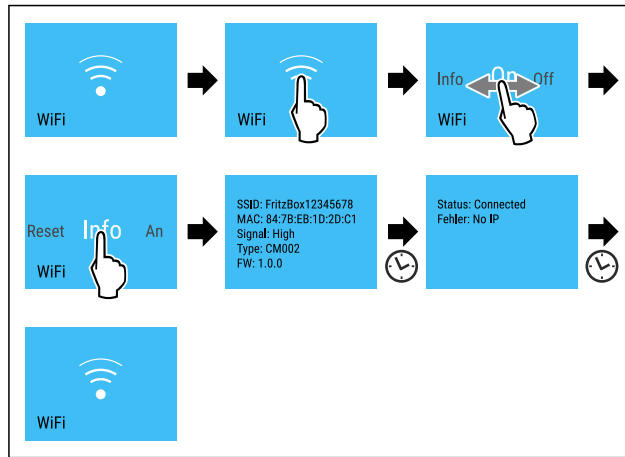 WiFi
WiFi
Info On Off
WiFi
Reset Info An
WiFi
SSID: FritzBox12345678
MAC: 84:7B:EB:1D:2D:C1
Signal: High
Type: CM002
FW: 1.0.0
Status: Connected
Fehler: No IP
WiFi